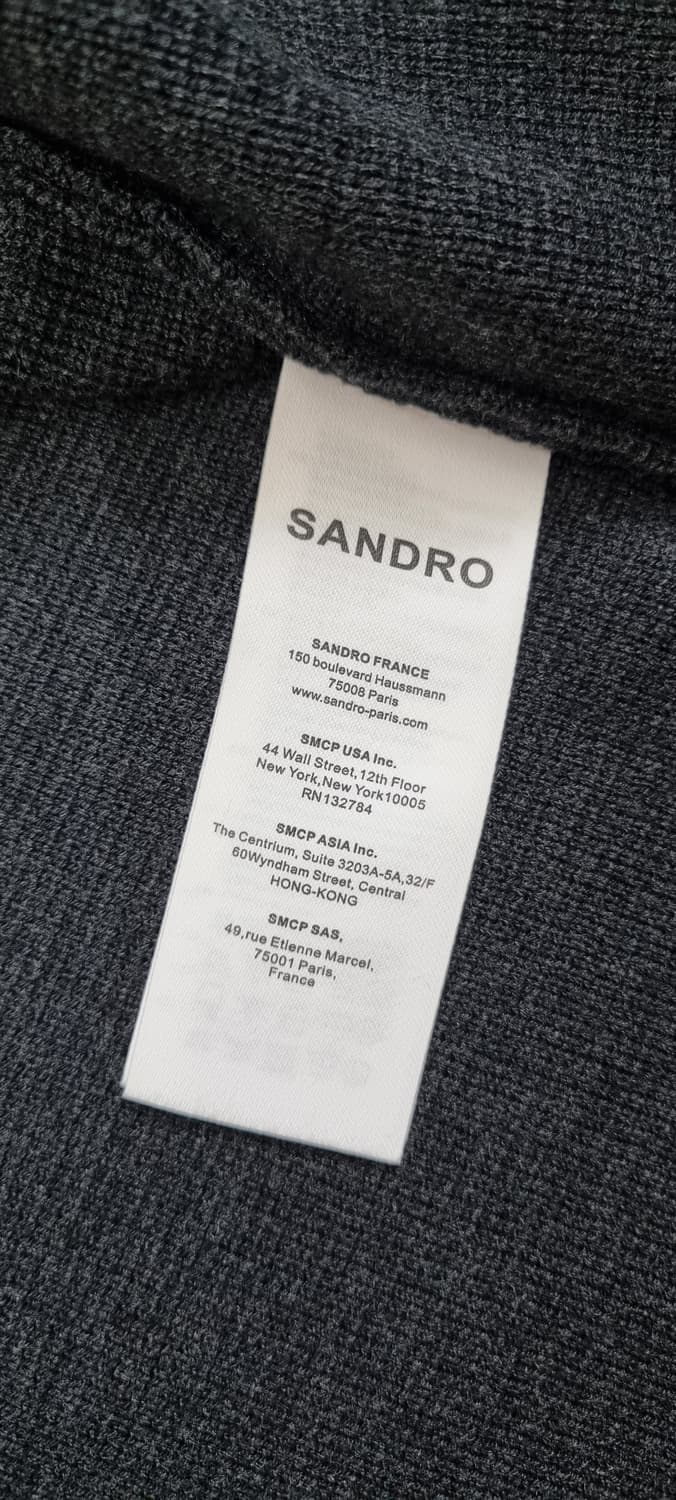 SANDRO
SANDRO FRANCE
150 boulevard Haussmann
75008 Paris
www.sandro-paris.com
SMCP USA Inc.
44 Wall Street,12th Floor
New York,New York10005
RN132784
SMCP ASIA Inc.
The Centrium, Suite 3203A-5A,32/F
60Wyndham Street, Central
HONG-KONG
SMCP SAS,
49,rue Etienne Marcel,
75001 Paris,
France